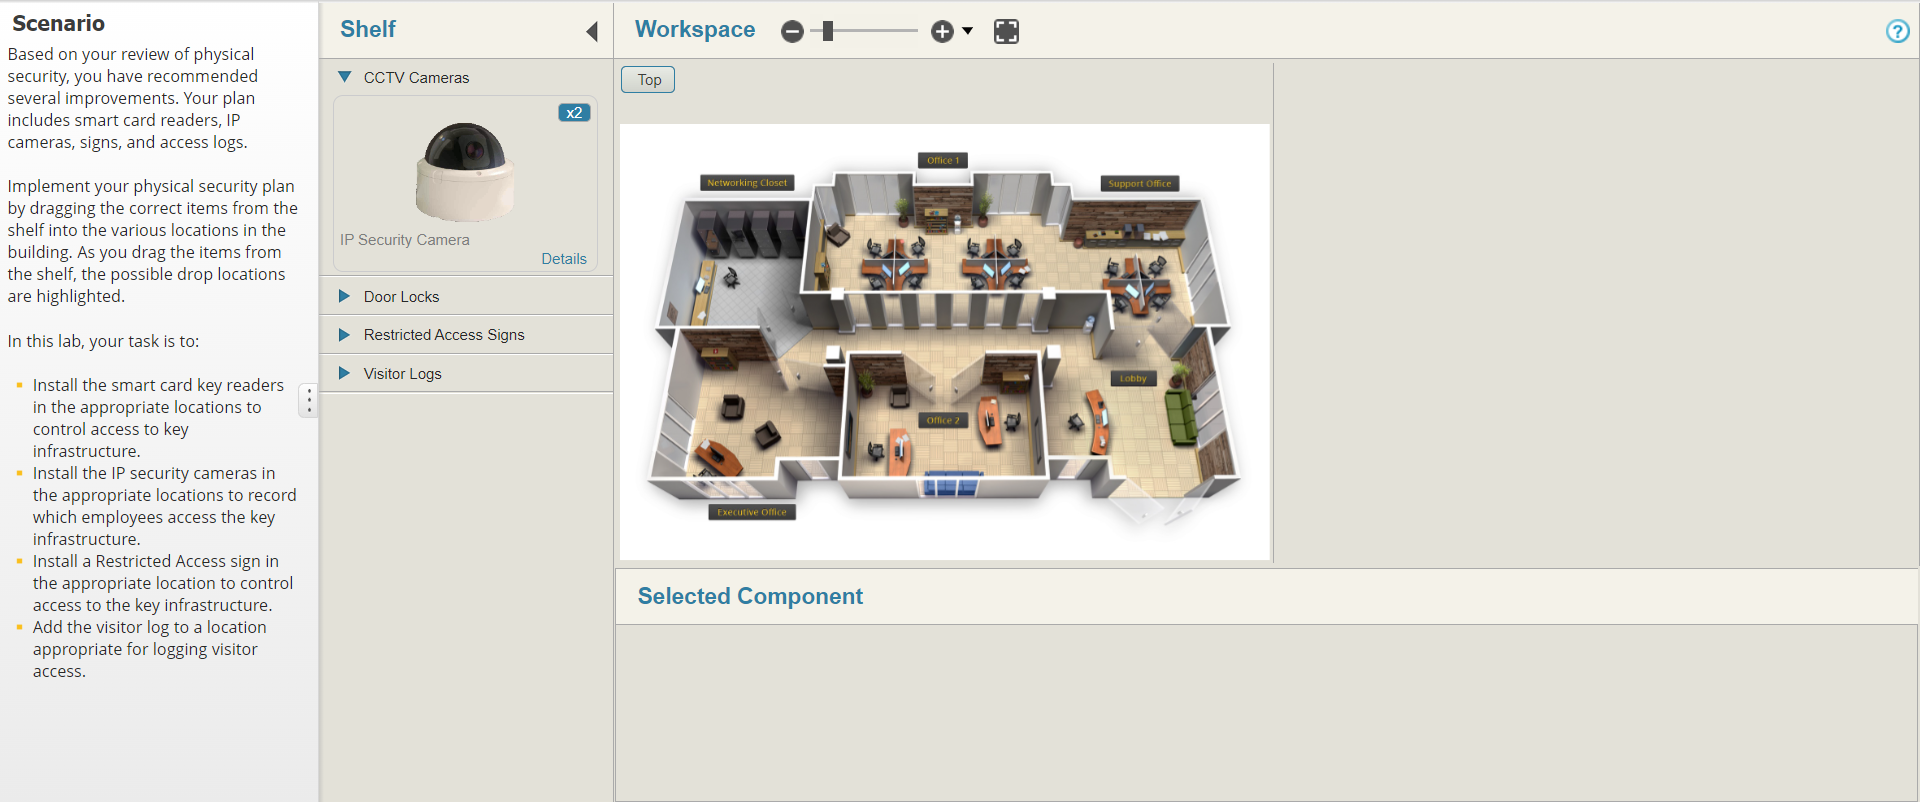 Scenario
Based on your review of physical
security, you have recommended
several improvements. Your plan
includes smart card readers, IP
cameras, signs, and access logs.
Implement your physical security plan
by dragging the correct items from the
shelf into the various locations in the
building. As you drag the items from
the shelf, the possible drop locations
are highlighted.
In this lab, your task is to:
Install the smart card key readers
in the appropriate locations to
control access to key
infrastructure.
Install the IP security cameras in
the appropriate locations to record
which employees access the key
infrastructure.
Install a Restricted Access sign in
the appropriate location to control
access to the key infrastructure.
Add the visitor log to a location
appropriate for logging visitor
access.
Shelf
CCTV Cameras
x2
IP Security Camera
Details
Door Locks
Restricted Access Signs
Visitor Logs
Workspace
?
Top
Office 1
Networking Closet
Support Office
Lobby
Office 2
Executive Office
Selected Component